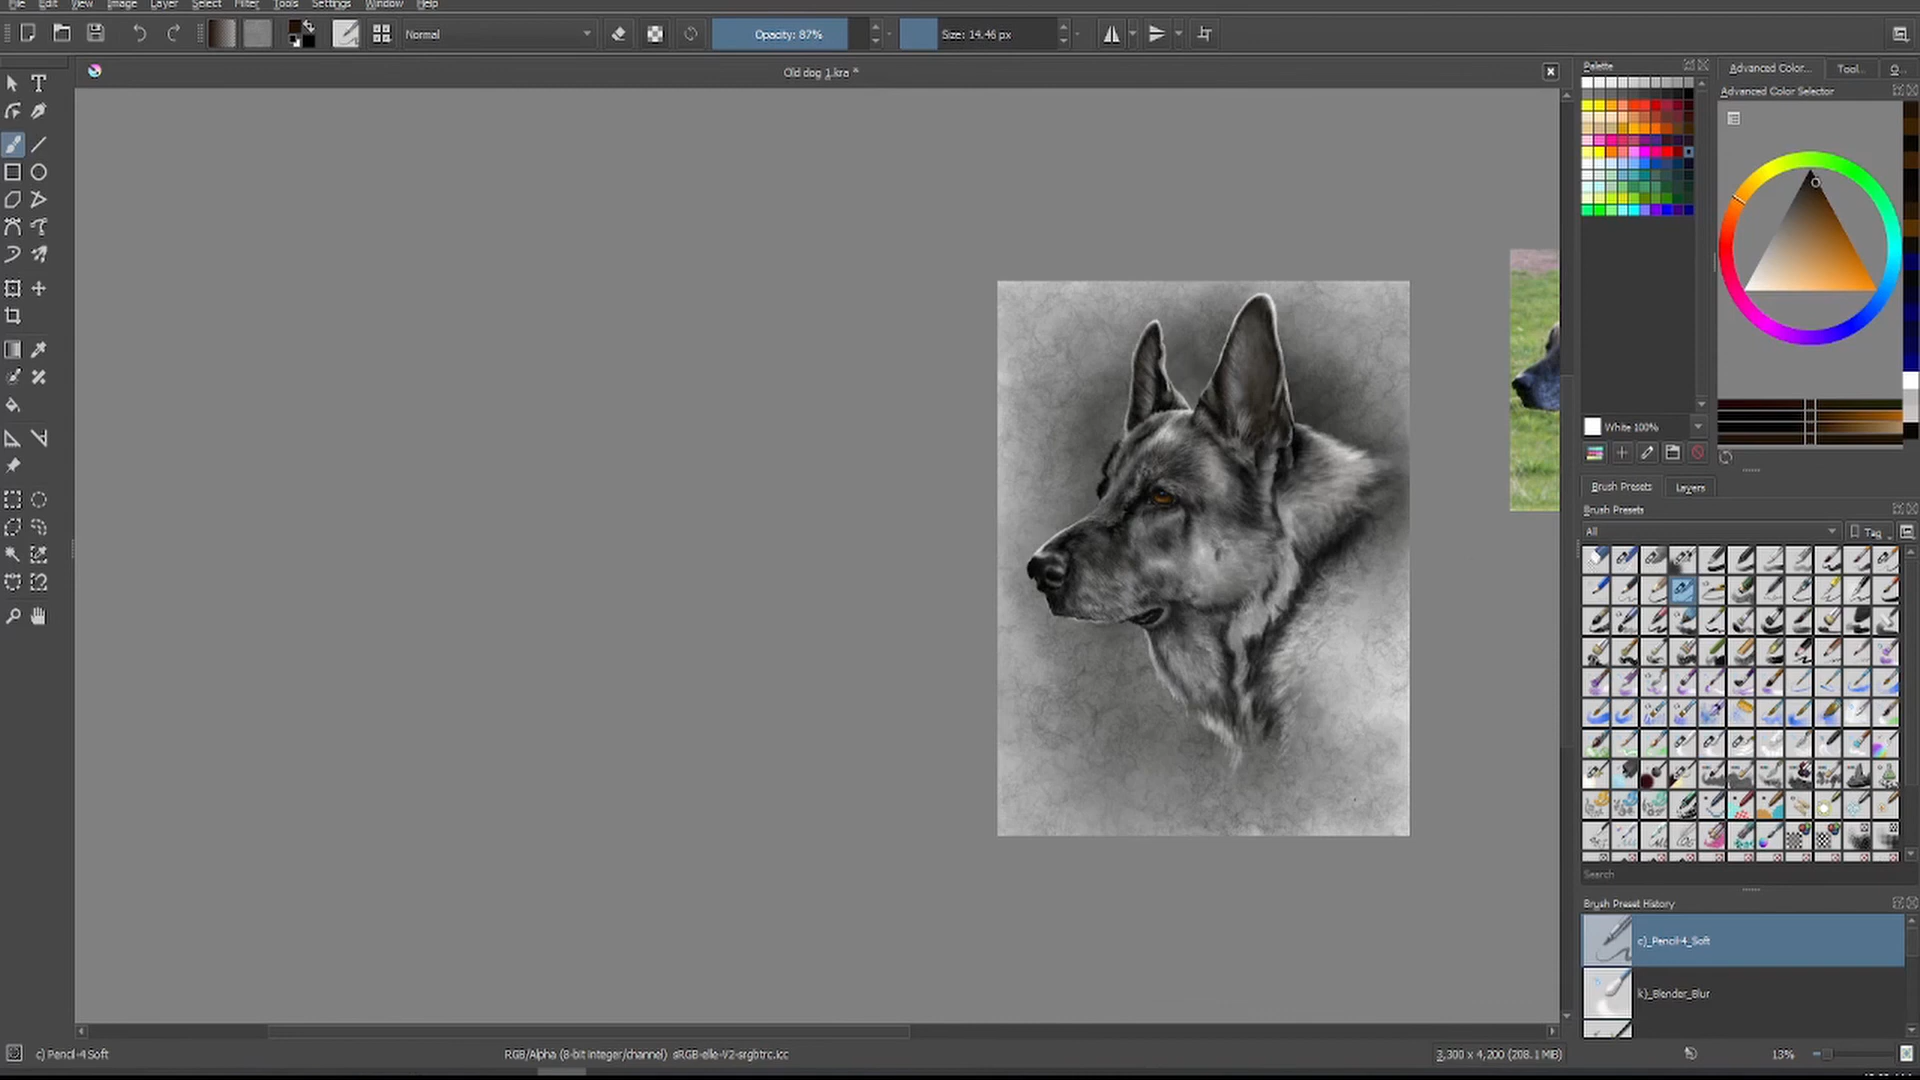 File Edit View Image Layer Select Filter Tools Settings Window Help
Normal
Opacity: 87%
Size: 14.46 px
Old dog 1.kra *
Palette
Advanced Color...
Tool...
O...
Advanced Color Selector
White 100%
Brush Presets
Layers
Brush Presets
All
Tag
Search
Brush Preset History
c)_Pencil-4_Soft
k)_Blender_Blur
c) Pencil-4 Soft
RGB/Alpha (8-bit integer/channel) sRGB-elle-V2-srgbtrc.icc
3,300 x 4,200 (208.1 MiB)
13%